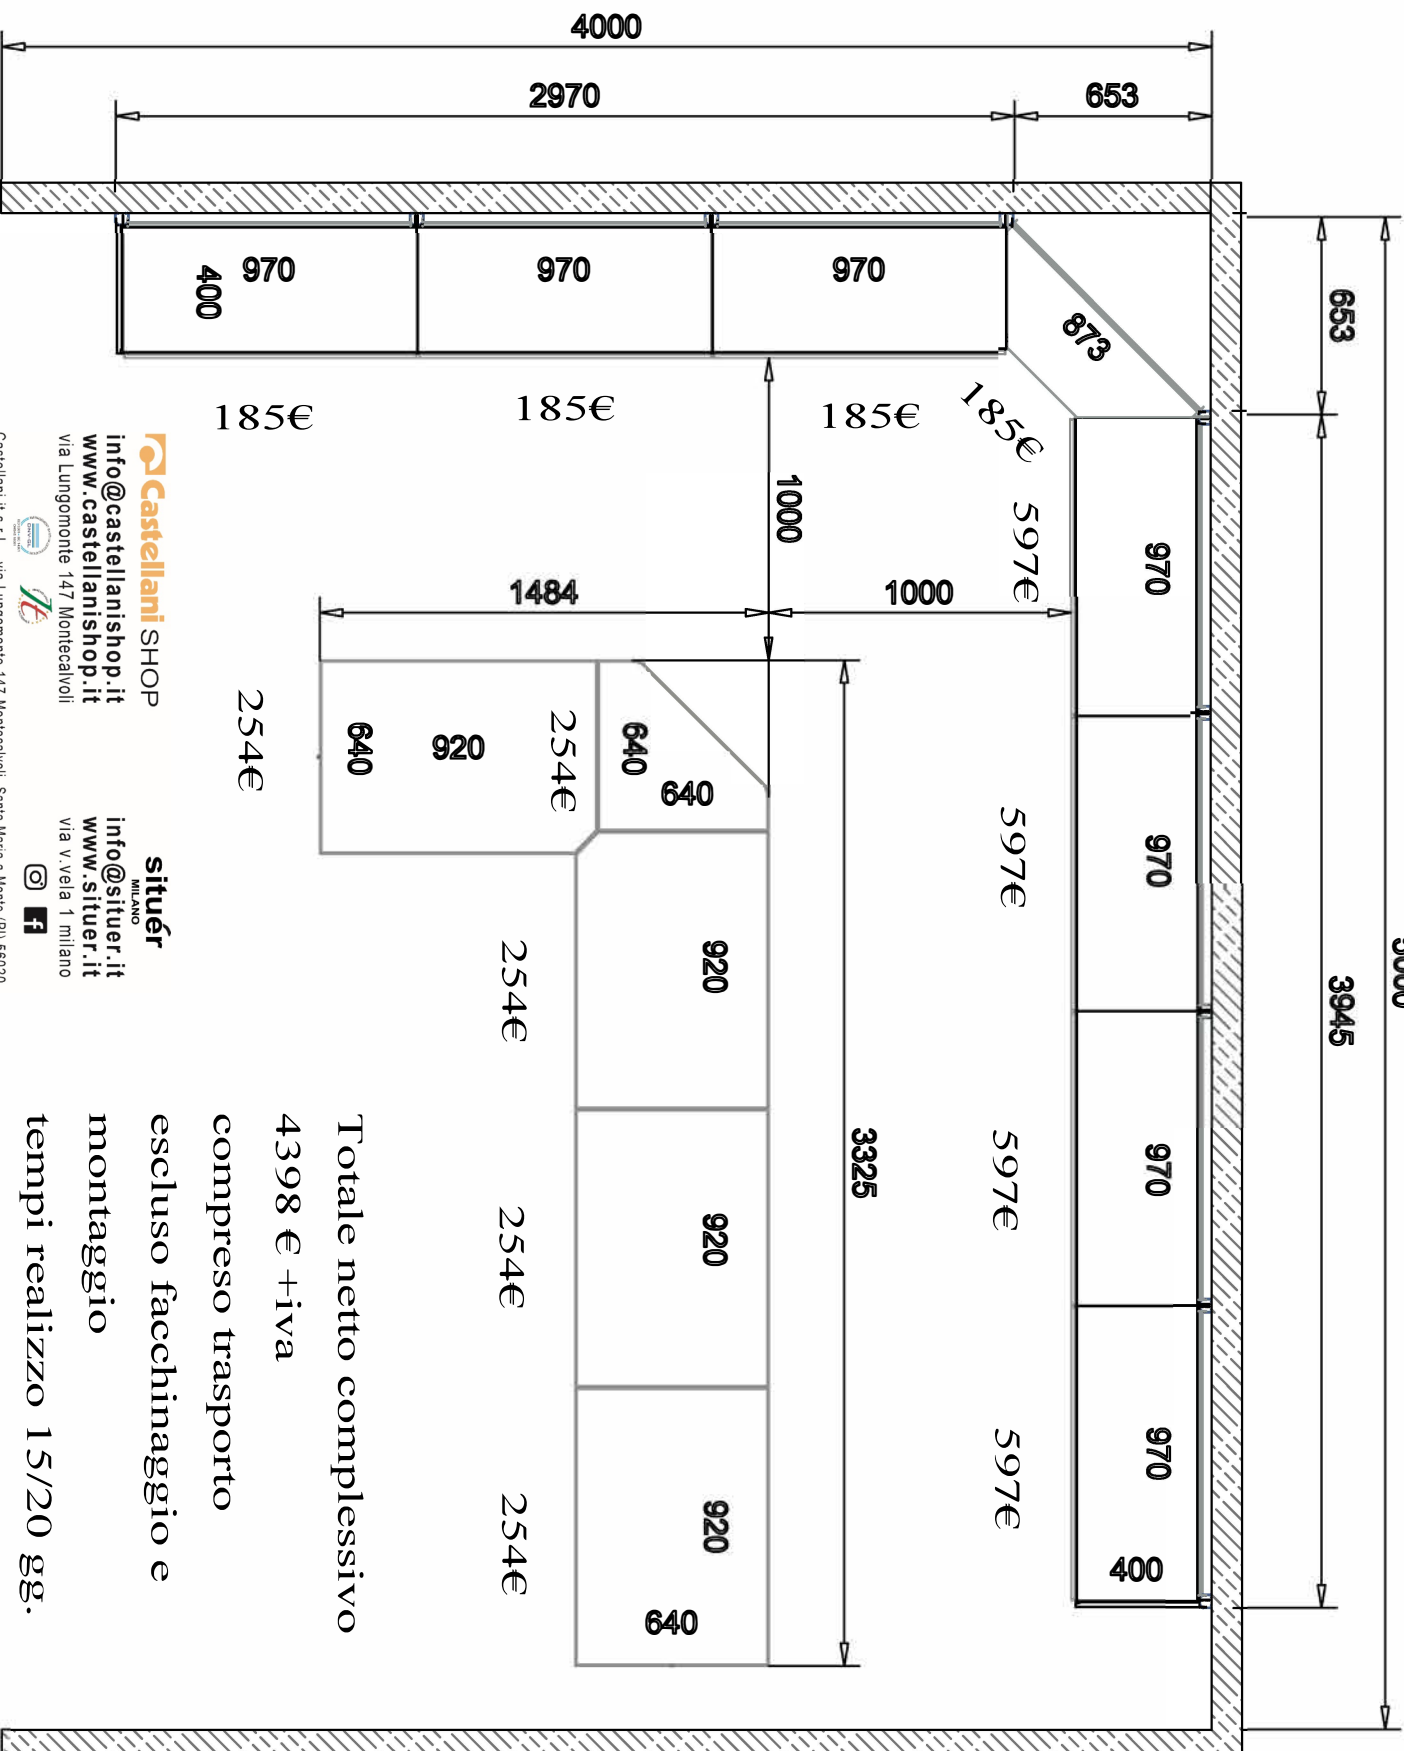 4000
2970
653
970
400
970
970
873
185€
185€
185€
185€
653
3945
597€
597€
597€
597€
970
970
970
970
400
1000
1484
1000
3325
640
920
640
640
254€
254€
920
920
920
640
254€
254€
254€
Castellani SHOP
info@castellanishop.it
www.castellanishop.it
via Lungomonte 147 Montecalvoli
situér
MILANO
info@situer.it
www.situer.it
via v.vela 1 milano
Totale netto complessivo
4398 € +iva
compreso trasporto
escluso facchinaggio e
montaggio
tempi realizzo 15/20 gg.